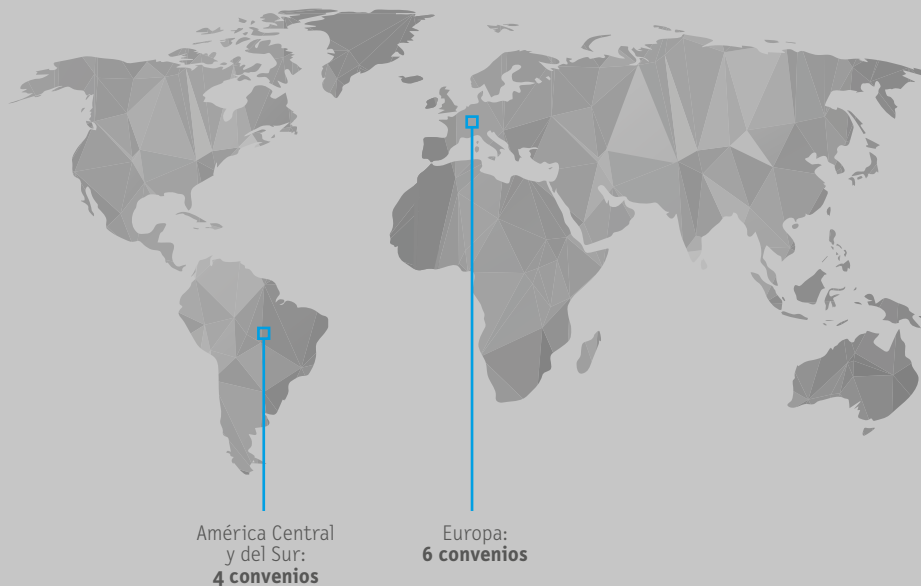 América Central
y del Sur:
4 convenios
Europa:
6 convenios